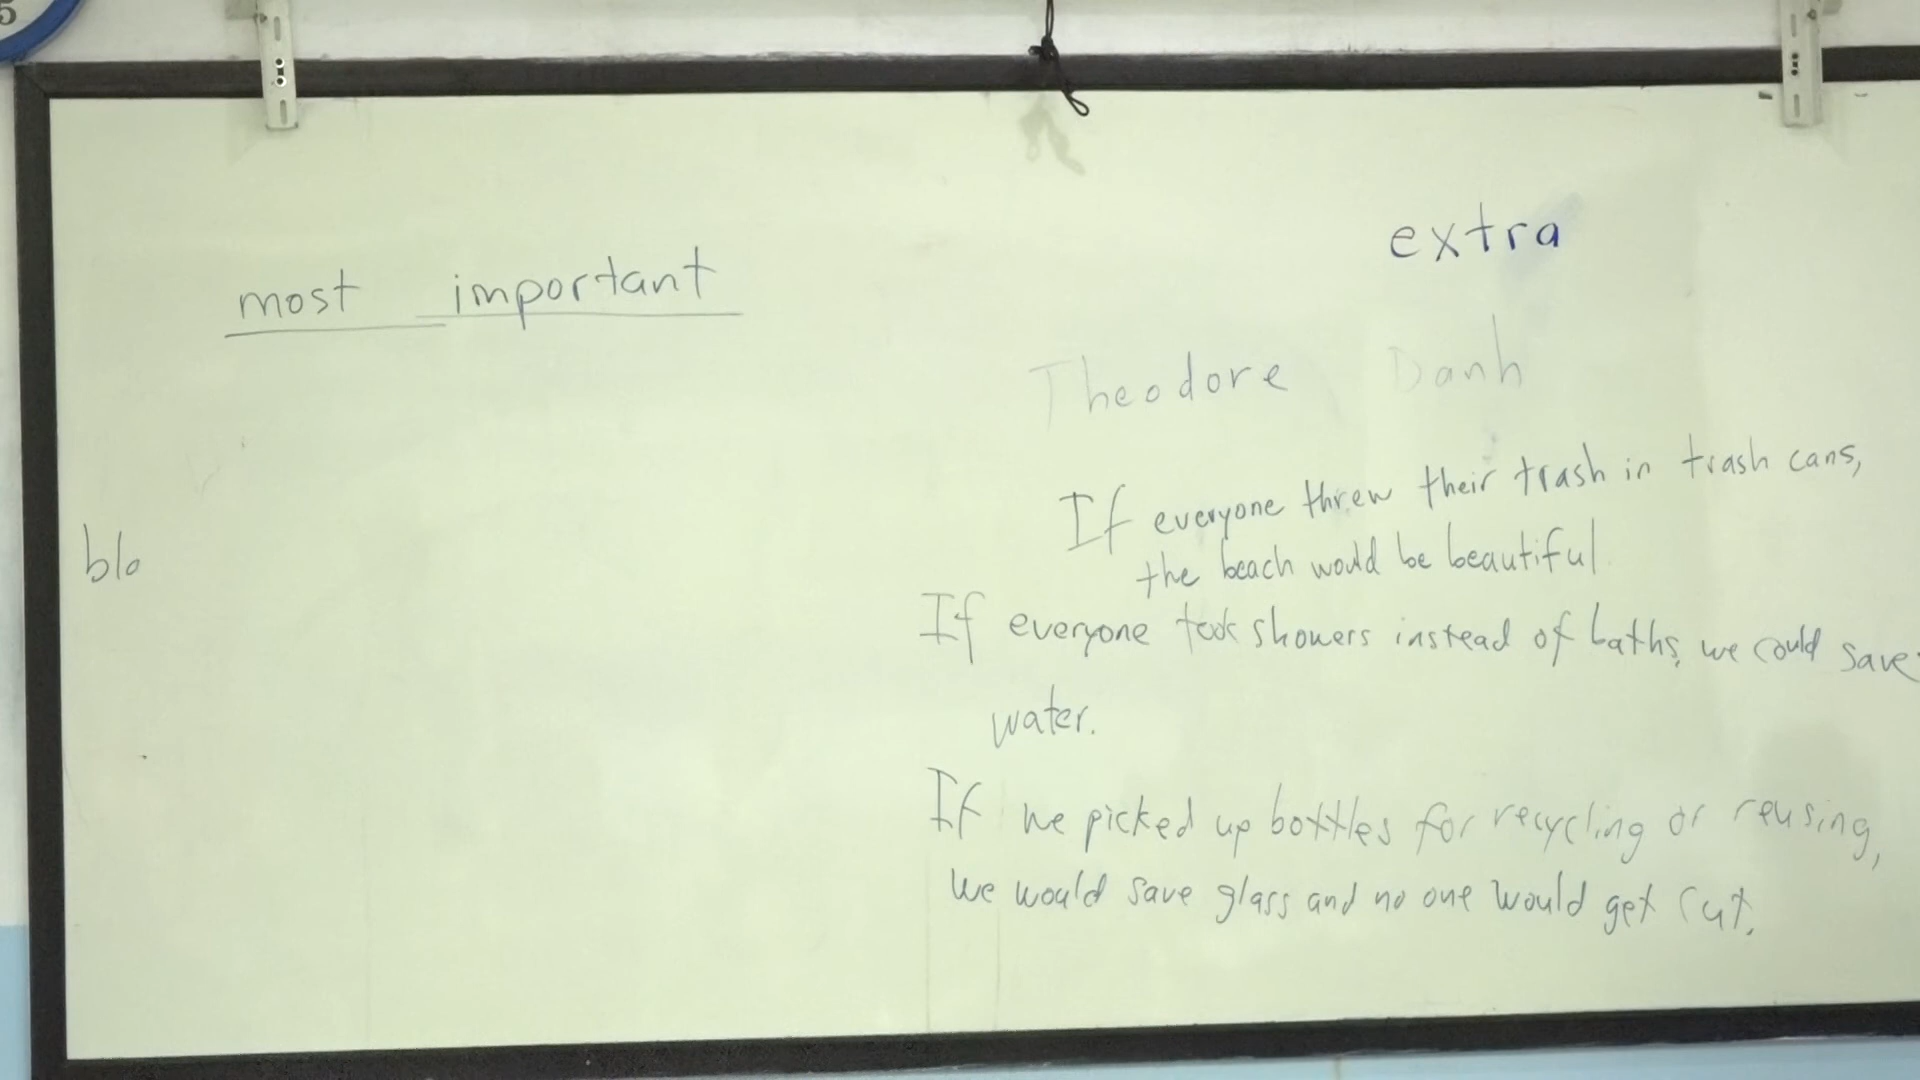 5
extra
most important
Theodore Danh
If everyone threw their trash in trash cans,
the beach would be beautiful.
blo
If everyone took showers instead of baths, we could save
water.
If we picked up bottles for recycling or reusing,
we would save glass and no one would get cut.